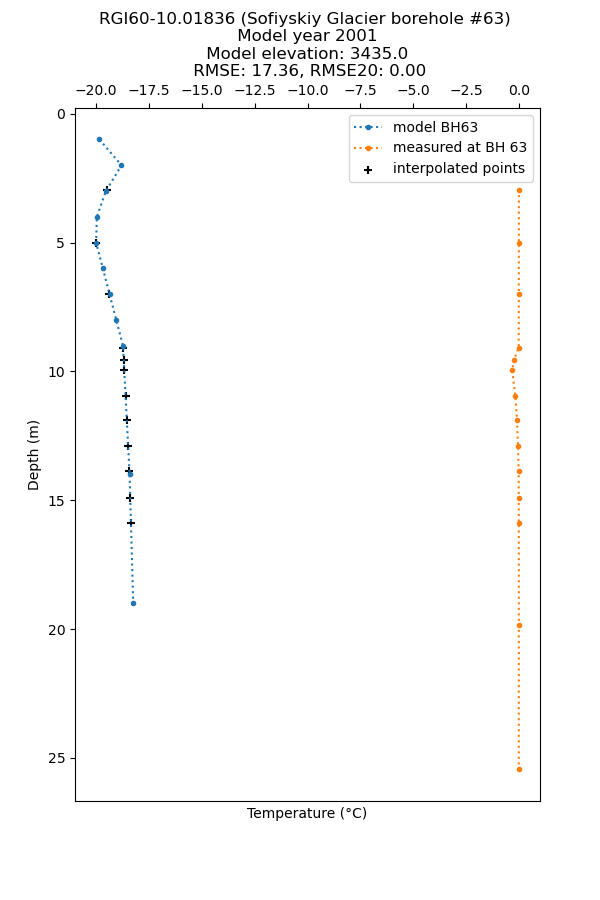 RGI60-10.01836 (Sofiyskiy Glacier borehole #63)
Model year 2001
Model elevation: 3435.0
RMSE: 17.36, RMSE20: 0.00
−20.0 −17.5 −15.0 −12.5 −10.0 −7.5 −5.0 −2.5 0.0
model BH63
measured at BH 63
interpolated points
0
5
10
15
20
25
Depth (m)
Temperature (°C)